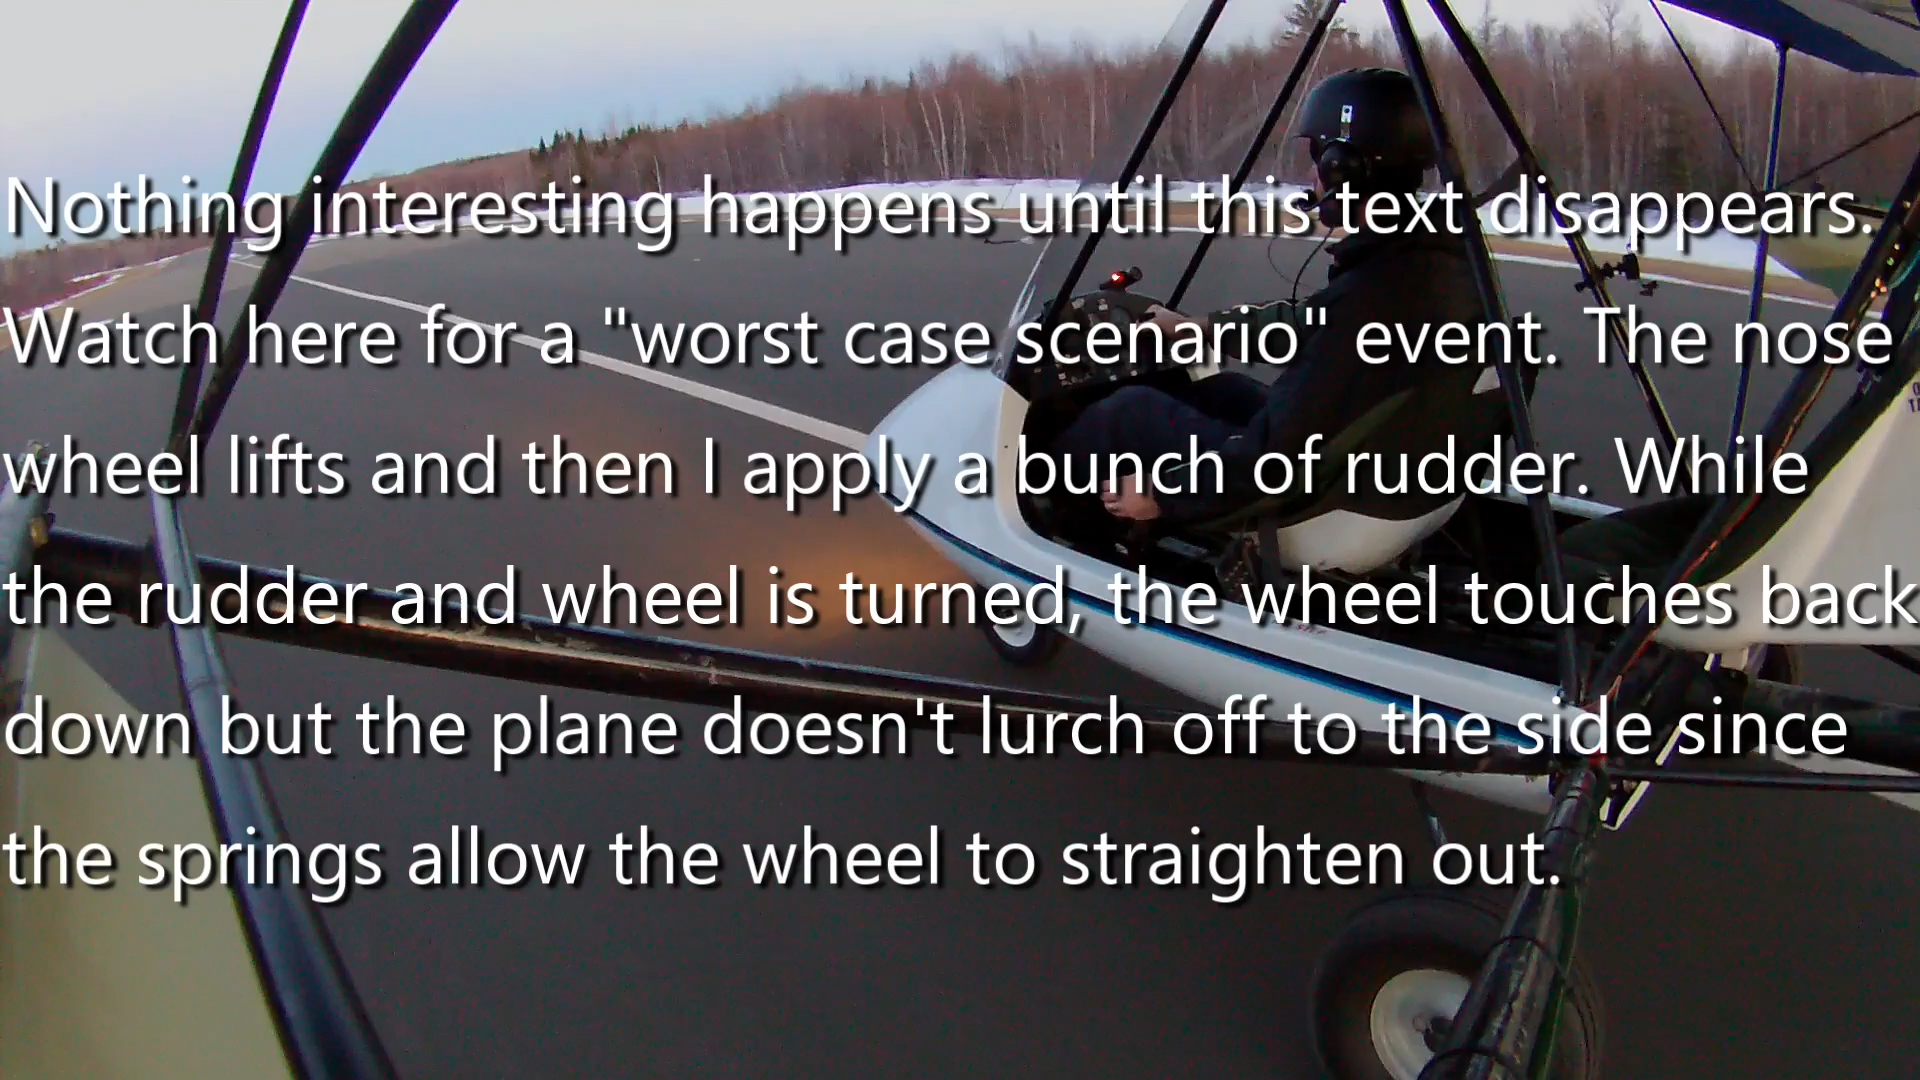 Nothing interesting happens until this text disappears.
Watch here for a "worst case scenario" event. The nose
wheel lifts and then I apply a bunch of rudder. While
the rudder and wheel is turned, the wheel touches back
down but the plane doesn't lurch off to the side since
the springs allow the wheel to straighten out.